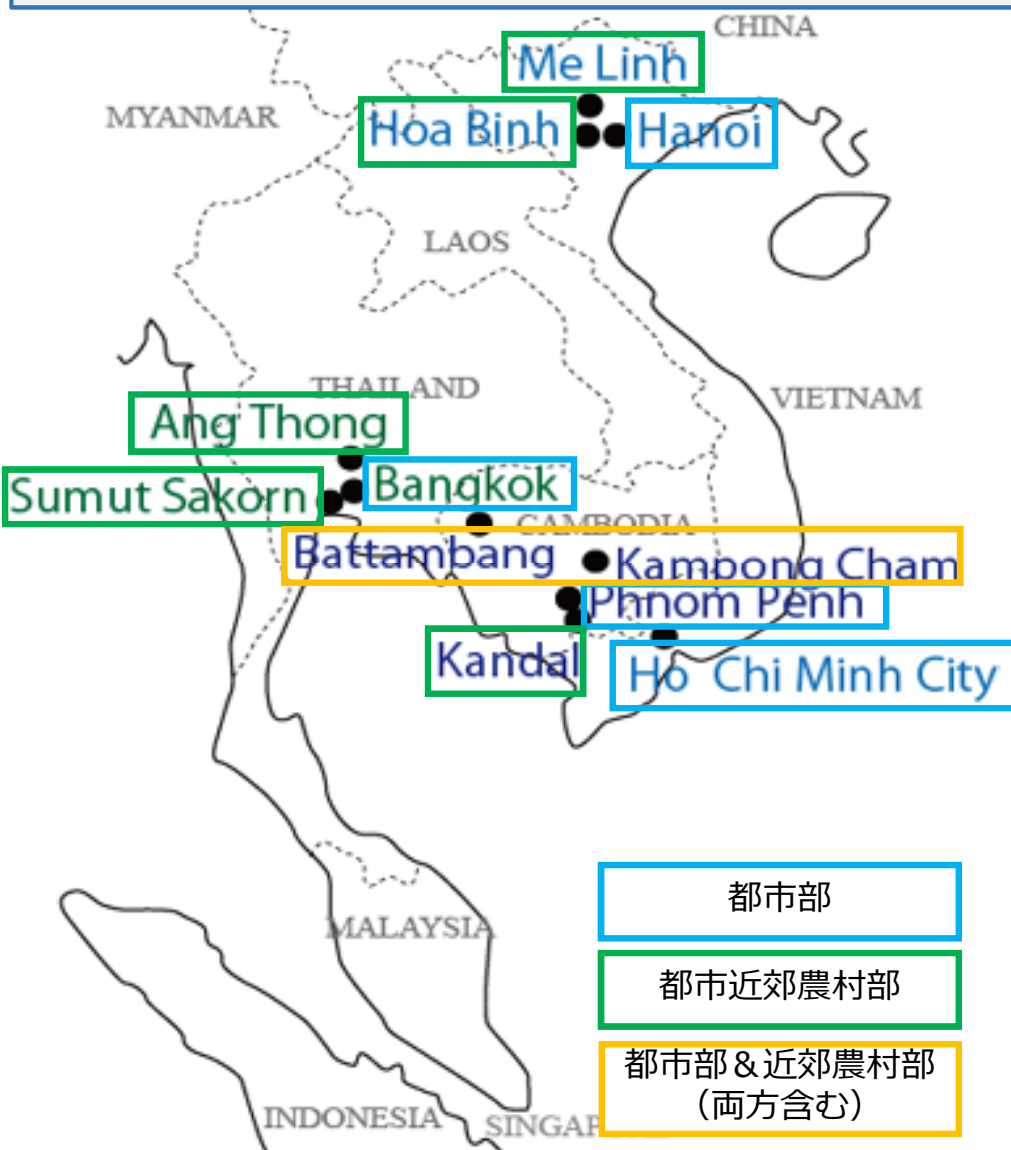 CHINA
Me Linh
MYANMAR
Hoa Binh
Hanoi
LAOS
THAILAND
VIETNAM
Ang Thong
Bangkok
Sumut Sakorn
CAMBODIA
Battambang
Kampong Cham
Phnom Penh
Kandal
Ho Chi Minh City
都市部
MALAYSIA
都市近郊農村部
都市部&近郊農村部
(両方含む)
INDONESIA